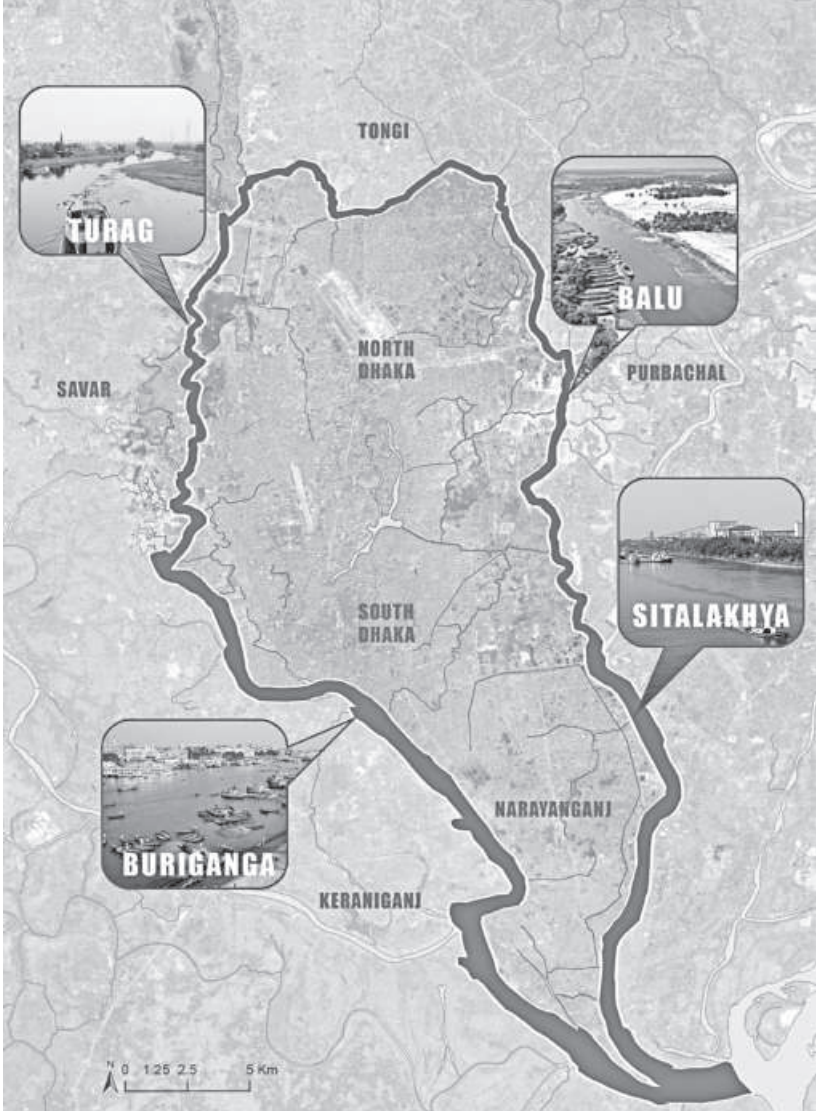 TONGI
TURAG
BALU
NORTH
DHAKA
PURBACHAL
SAVAR
SOUTH
DHAKA
SITALAKHYA
NARAYANGANJ
BURIGANGA
KERANIGANJ
N
0 1.25 2.5 5 Km